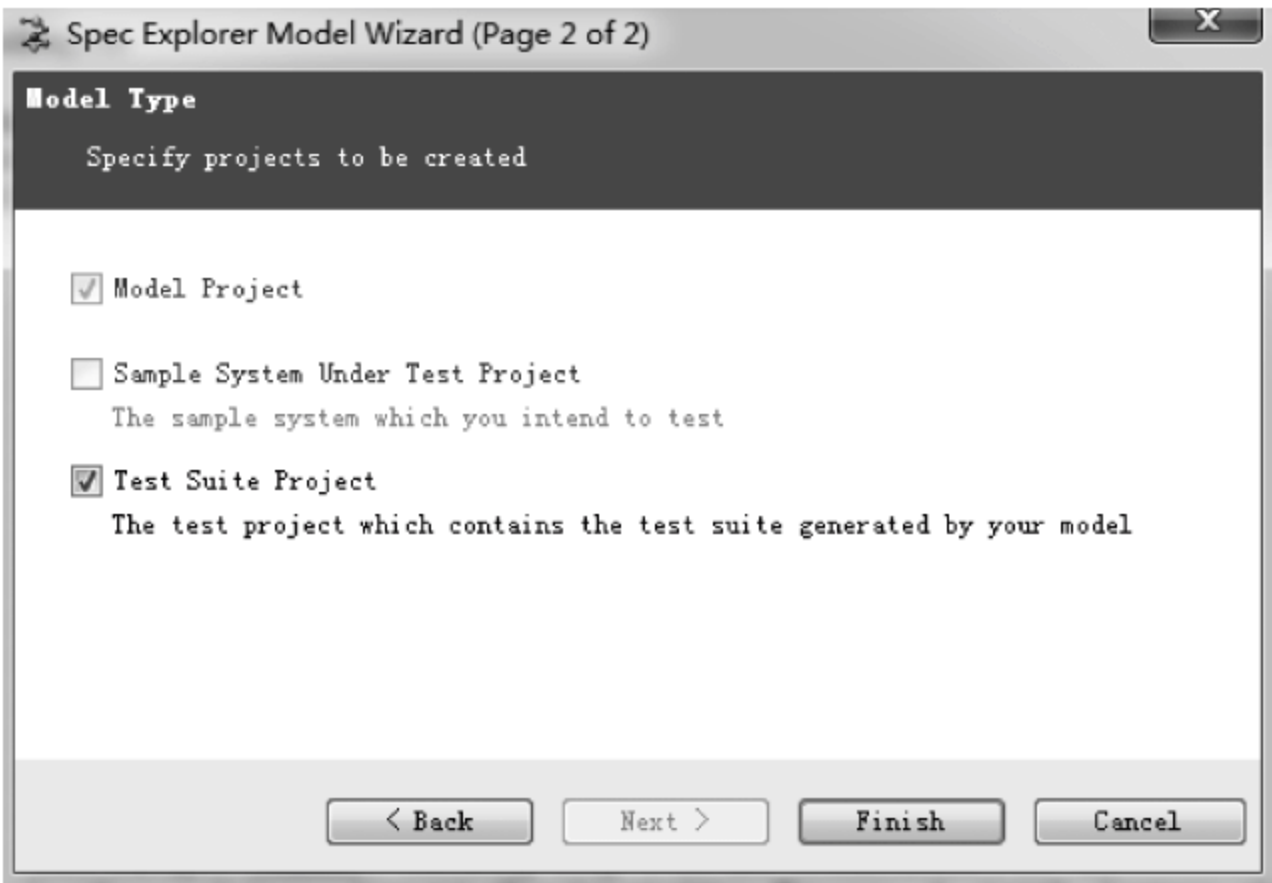 Spec Explorer Model Wizard (Page 2 of 2)
x
Model Type
Specify projects to be created
Model Project
Sample System Under Test Project
The sample system which you intend to test
Test Suite Project
The test project which contains the test suite generated by your model
< Back
Next >
Finish
Cancel